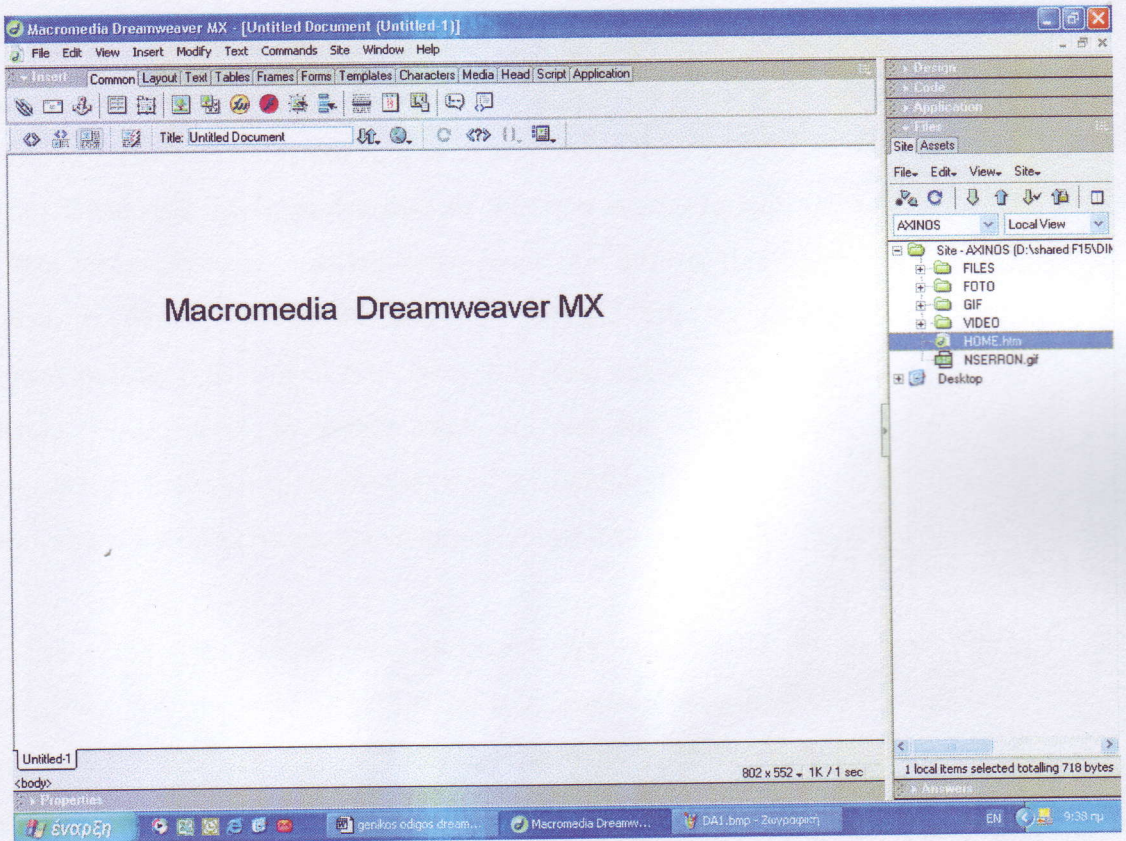 Macromedia Dreamweaver MX - [Untitled Document (Untitled-1)]
File Edit View Insert Modify Text Commands Site Window Help
Insert Common Layout Text Tables Frames Forms Templates Characters Media Head Script Application
Title: Untitled Document
Macromedia Dreamweaver MX
Untitled-1
<body>
802 x 552 1K / 1 sec
Properties
Design
Code
Application
Files
Site Assets
File Edit View Site
AXINOS Local View
Site - AXINOS (D:\shared F15\DIM
FILES
FOTO
GIF
VIDEO
HOME.htm
NSERRON.gif
Desktop
1 local items selected totalling 718 bytes
Answers
έναρξη genikos odigos dream... Macromedia Dreamw... DA1.bmp - Ζωγραφική EN 9:38 πμ